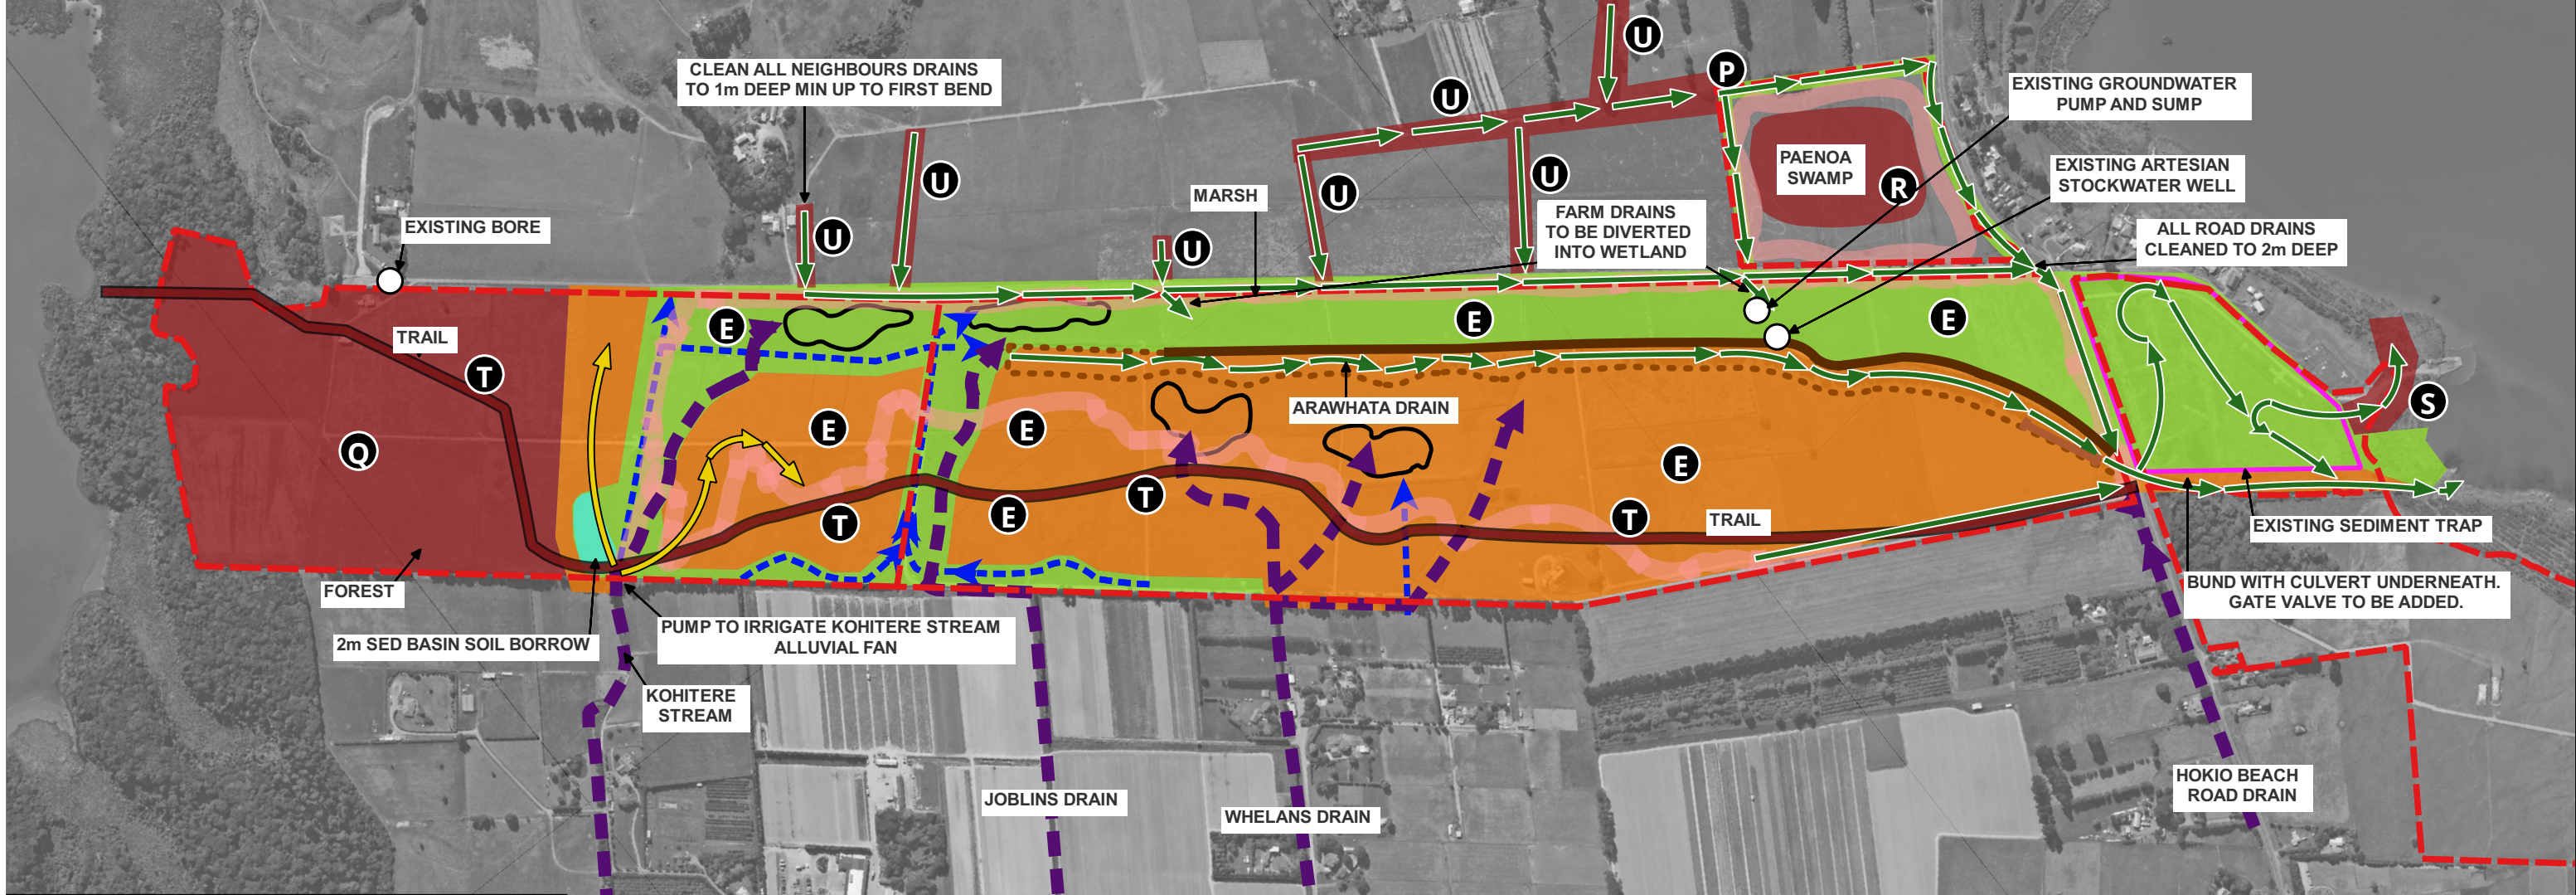 U
P
CLEAN ALL NEIGHBOURS DRAINS
TO 1m DEEP MIN UP TO FIRST BEND
U
EXISTING GROUNDWATER
PUMP AND SUMP
PAENOA
SWAMP
R
EXISTING ARTESIAN
STOCKWATER WELL
U
U
U
MARSH
FARM DRAINS
TO BE DIVERTED
INTO WETLAND
EXISTING BORE
U
U
ALL ROAD DRAINS
CLEANED TO 2m DEEP
TRAIL
E
E
E
T
ARAWHATA DRAIN
S
Q
E
E
E
T
E
T
T
TRAIL
EXISTING SEDIMENT TRAP
FOREST
BUND WITH CULVERT UNDERNEATH.
GATE VALVE TO BE ADDED.
2m SED BASIN SOIL BORROW
PUMP TO IRRIGATE KOHITERE STREAM
ALLUVIAL FAN
KOHITERE
STREAM
JOBLINS DRAIN
WHELANS DRAIN
HOKIO BEACH
ROAD DRAIN